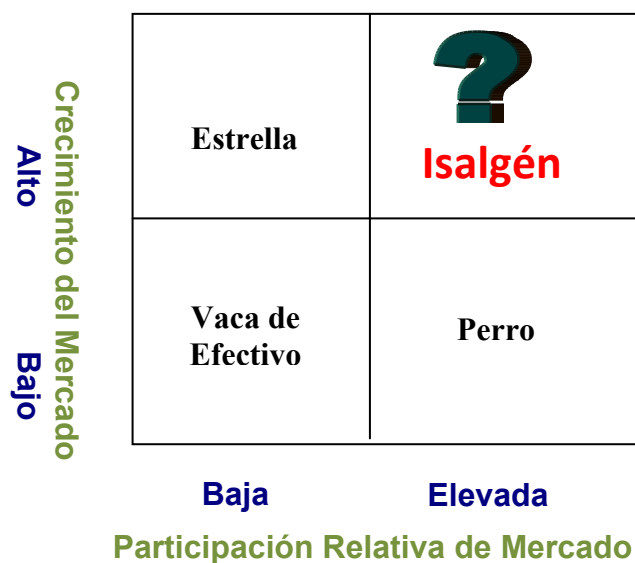 Crecimiento del Mercado
Alto
Bajo
Estrella
?
Isalgén
Vaca de
Efectivo
Perro
Baja
Elevada
Participación Relativa de Mercado